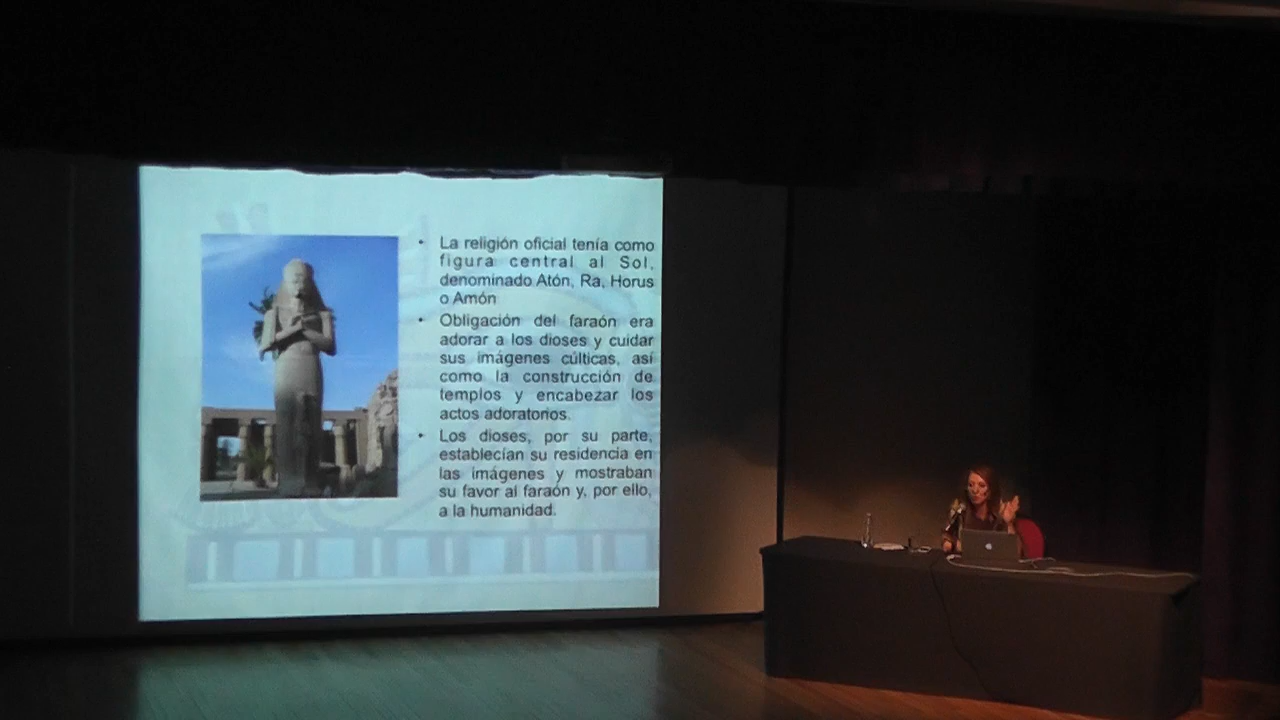 • La religión oficial tenía como
figura central al Sol,
denominado Atón, Ra, Horus
o Amón
• Obligación del faraón era
adorar a los dioses y cuidar
sus imágenes cúlticas, así
como la construcción de
templos y encabezar los
actos adoratorios.
• Los dioses, por su parte,
establecían su residencia en
las imágenes y mostraban
su favor al faraón y, por ello,
a la humanidad.